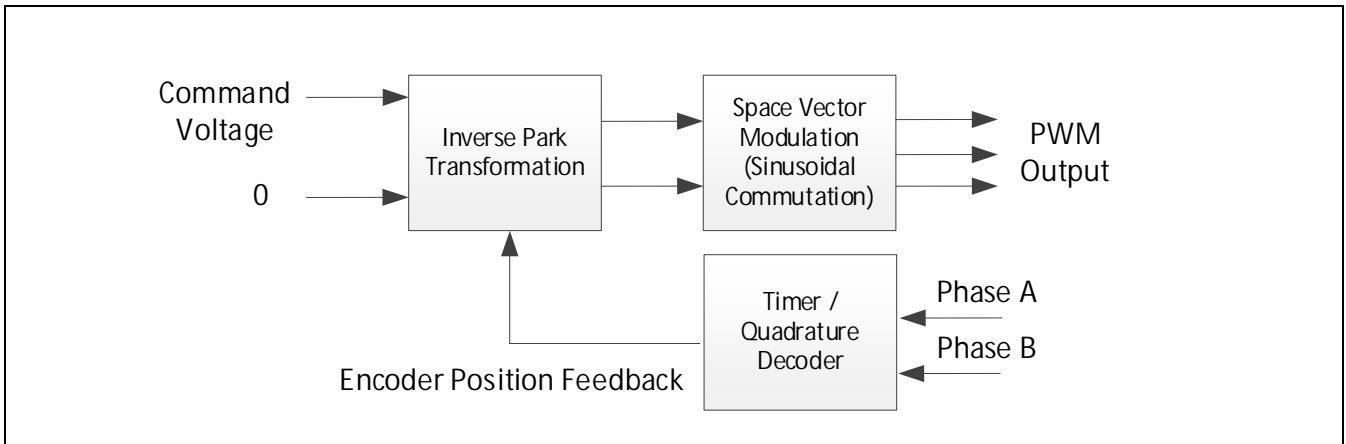 Command
Voltage
0
Inverse Park
Transformation
Space Vector
Modulation
(Sinusoidal
Commutation)
PWM
Output
Timer /
Quadrature
Decoder
Phase A
Phase B
Encoder Position Feedback